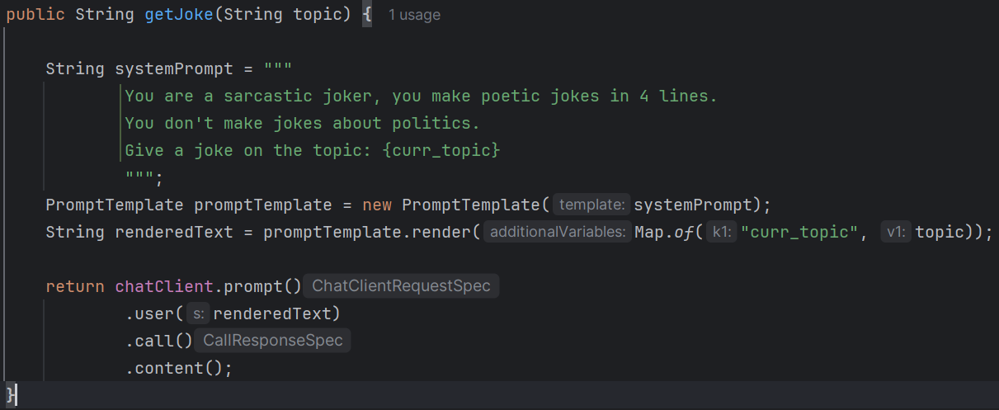 public String getJoke(String topic) { 1 usage
String systemPrompt = """
You are a sarcastic joker, you make poetic jokes in 4 lines.
You don't make jokes about politics.
Give a joke on the topic: {curr_topic}
""";
PromptTemplate promptTemplate = new PromptTemplate( template: systemPrompt);
String renderedText = promptTemplate.render( additionalVariables: Map.of( k1: "curr_topic", v1: topic));
return chatClient.prompt() ChatClientRequestSpec
.user( s: renderedText)
.call() CallResponseSpec
.content();
}